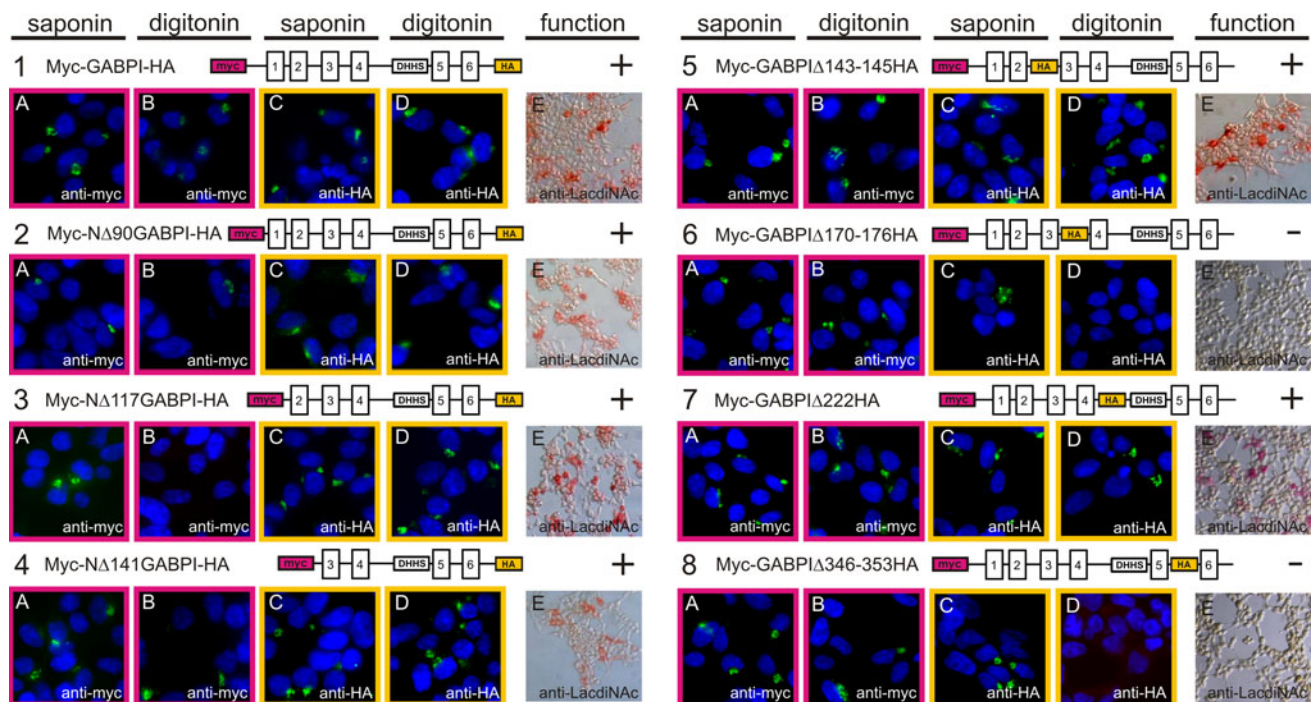 saponin digitonin saponin digitonin function
1 Myc-GABPI-HA myc 1 2 3 4 DHHS 5 6 HA +
A B C D E
anti-myc anti-myc anti-HA anti-HA anti-LacdiNAc
2 Myc-NΔ90GABPI-HA myc 1 2 3 4 DHHS 5 6 HA +
A B C D E
anti-myc anti-myc anti-HA anti-HA anti-LacdiNAc
3 Myc-NΔ117GABPI-HA myc 2 3 4 DHHS 5 6 HA +
A B C D E
anti-myc anti-myc anti-HA anti-HA anti-LacdiNAc
4 Myc-NΔ141GABPI-HA myc 3 4 DHHS 5 6 HA +
A B C D E
anti-myc anti-myc anti-HA anti-HA anti-LacdiNAc
saponin digitonin saponin digitonin function
5 Myc-GABPIΔ143-145HA myc 1 2 HA 3 4 DHHS 5 6 +
A B C D E
anti-myc anti-myc anti-HA anti-HA anti-LacdiNAc
6 Myc-GABPIΔ170-176HA myc 1 2 3 HA 4 DHHS 5 6 -
A B C D E
anti-myc anti-myc anti-HA anti-HA anti-LacdiNAc
7 Myc-GABPIΔ222HA myc 1 2 3 4 HA DHHS 5 6 +
A B C D E
anti-myc anti-myc anti-HA anti-HA anti-LacdiNAc
8 Myc-GABPIΔ346-353HA myc 1 2 3 4 DHHS 5 HA 6 -
A B C D E
anti-myc anti-myc anti-HA anti-HA anti-LacdiNAc